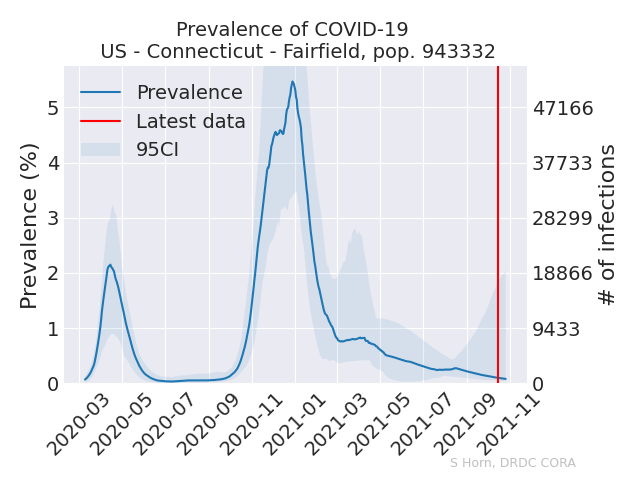 Prevalence of COVID-19
US - Connecticut - Fairfield, pop. 943332
Prevalence
Latest data
95CI
Prevalence (%)
5
4
3
2
1
0
47166
37733
28299
18866
9433
0
# of infections
2020-03
2020-05
2020-07
2020-09
2020-11
2021-01
2021-03
2021-05
2021-07
2021-09
2021-11
S Horn, DRDC CORA